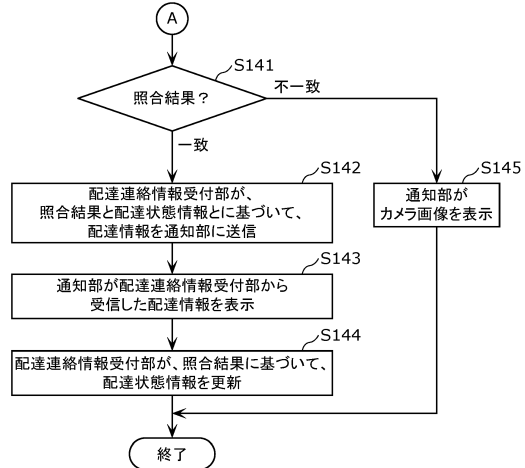 A
S141
照合結果？
不一致
一致
S142
配達連絡情報受付部が、
照合結果と配達状態情報とに基づいて、
配達情報を通知部に送信
S145
通知部が
カメラ画像を表示
S143
通知部が配達連絡情報受付部から
受信した配達情報を表示
S144
配達連絡情報受付部が、照合結果に基づいて、
配達状態情報を更新
終了